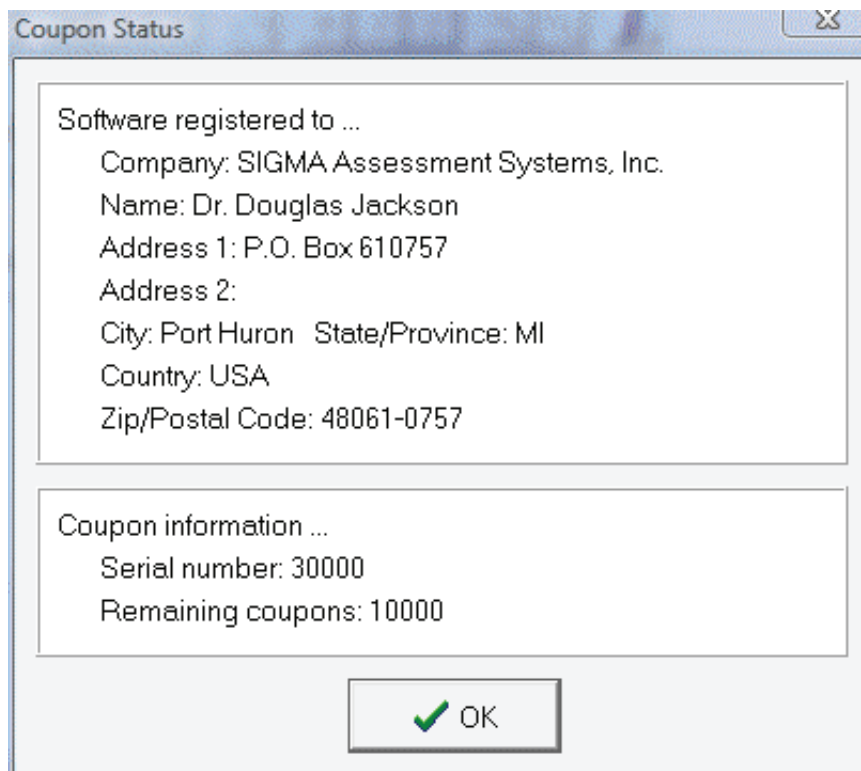 Coupon Status
Software registered to ...
Company: SIGMA Assessment Systems, Inc.
Name: Dr. Douglas Jackson
Address 1: P.O. Box 610757
Address 2:
City: Port Huron   State/Province: MI
Country: USA
Zip/Postal Code: 48061-0757
Coupon information ...
Serial number: 30000
Remaining coupons: 10000
OK